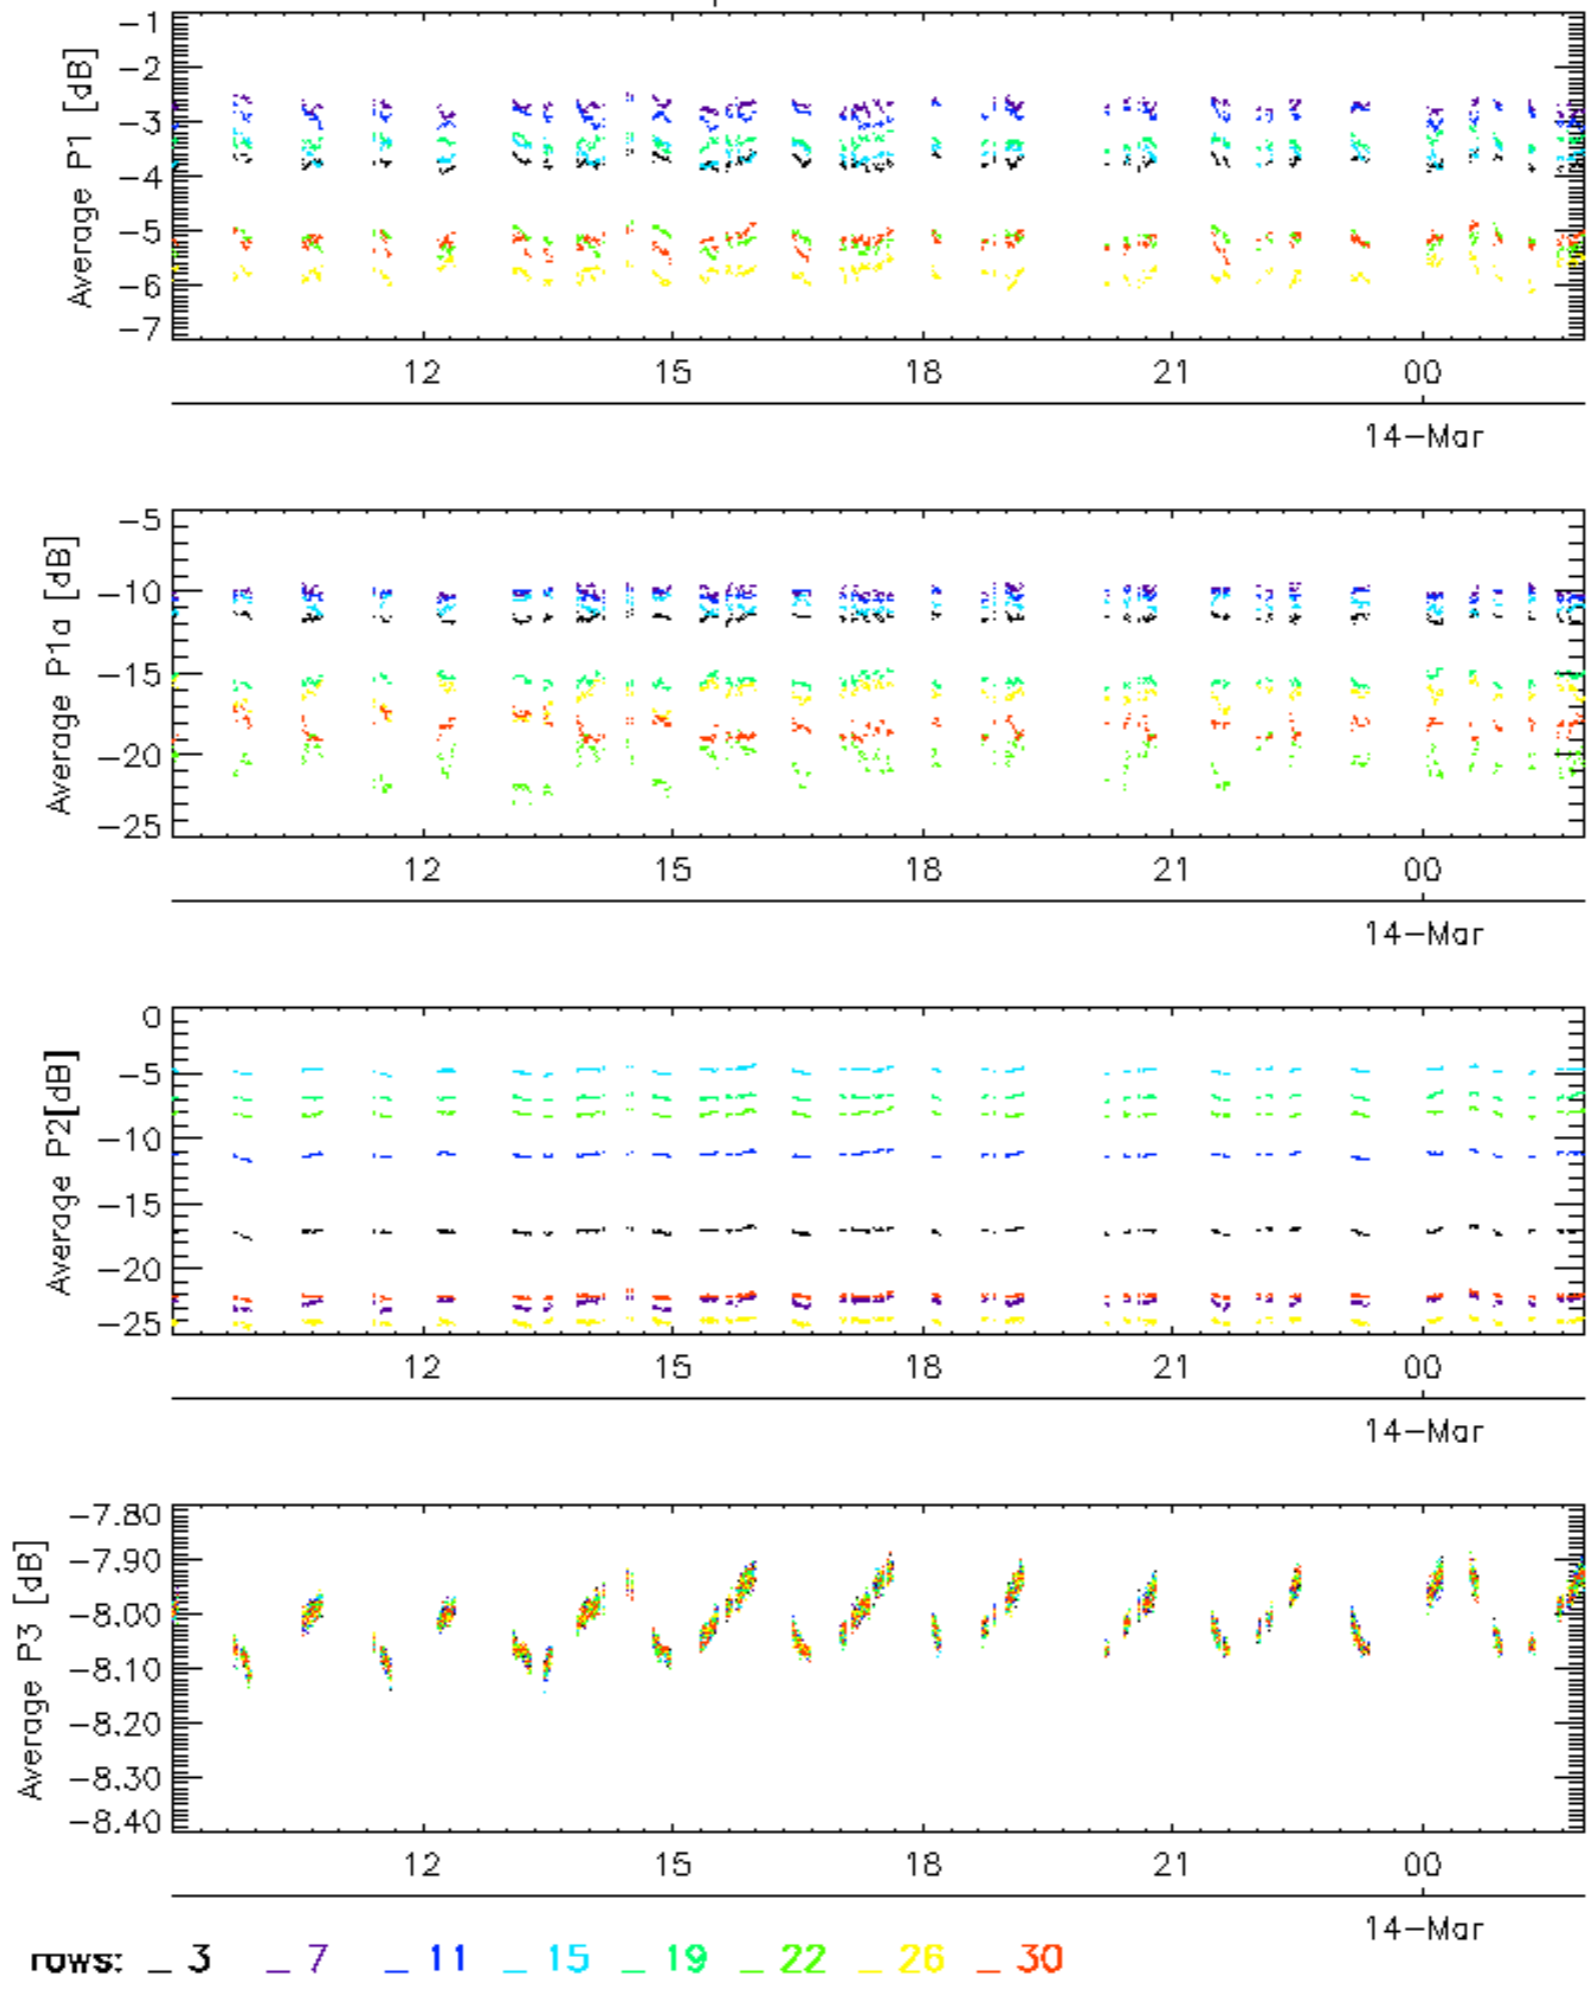 Average P1 [dB]
-1
-2
-3
-4
-5
-6
-7
12 15 18 21 00
14-Mar
Average P1a [dB]
-5
-10
-15
-20
-25
12 15 18 21 00
14-Mar
Average P2[dB]
0
-5
-10
-15
-20
-25
12 15 18 21 00
14-Mar
Average P3 [dB]
-7.80
-7.90
-8.00
-8.10
-8.20
-8.30
-8.40
12 15 18 21 00
14-Mar
rows: _ 3 _ 7 _ 11 _ 15 _ 19 _ 22 _ 26 _ 30